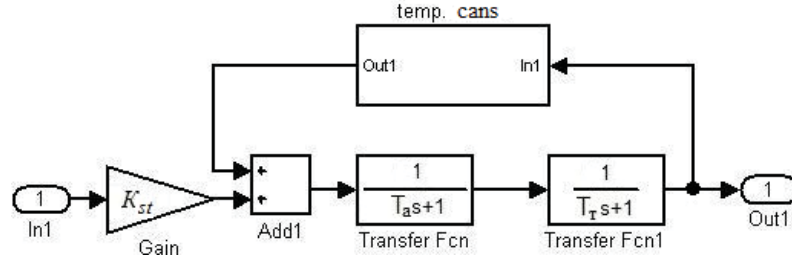 temp. cans
Out1
In1
1
In1
K_st
Gain
+
+
Add1
1
T_a s+1
Transfer Fcn
1
T_τ s+1
Transfer Fcn1
1
Out1